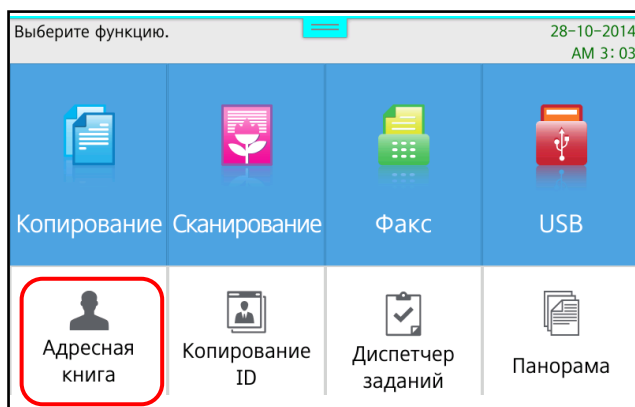 Выберите функцию.
28-10-2014
AM 3: 03
Копирование
Сканирование
Факс
USB
Адресная
книга
Копирование
ID
Диспетчер
заданий
Панорама